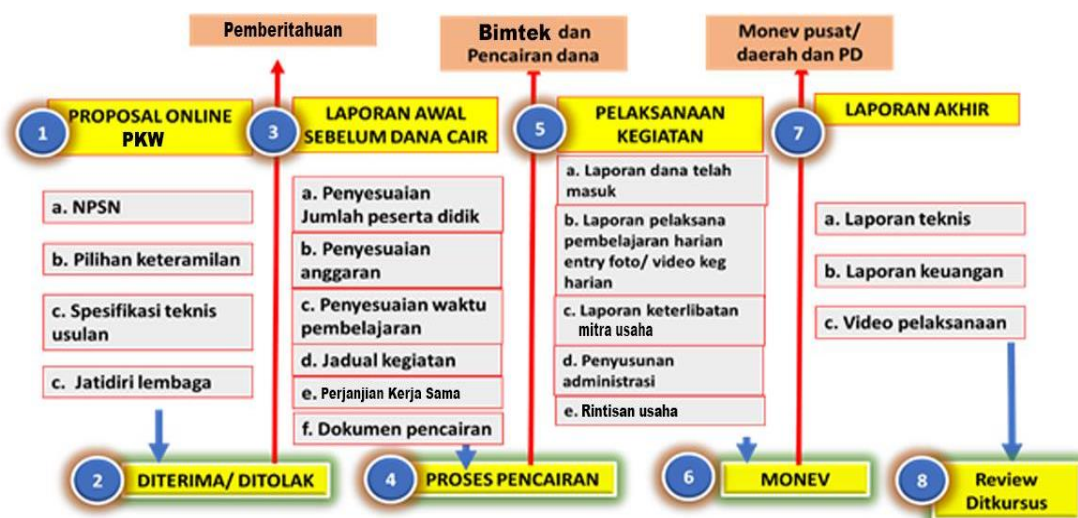 Pemberitahuan
Bimtek dan
Pencairan dana
Monev pusat/
daerah dan PD
1
PROPOSAL ONLINE
PKW
a. NPSN
b. Pilihan keteramilan
c. Spesifikasi teknis
usulan
c. Jatidiri lembaga
2
DITERIMA/ DITOLAK
3
LAPORAN AWAL
SEBELUM DANA CAIR
a. Penyesuaian
Jumlah peserta didik
b. Penyesuaian
anggaran
c. Penyesuaian waktu
pembelajaran
d. Jadual kegiatan
e. Perjanjian Kerja Sama
f. Dokumen pencairan
4
PROSES PENCAIRAN
5
PELAKSANAAN
KEGIATAN
a. Laporan dana telah
masuk
b. Laporan pelaksana
pembelajaran harian
entry foto/ video keg
harian
c. Laporan keterlibatan
mitra usaha
d. Penyusunan
administrasi
e. Rintisan usaha
6
MONEV
7
LAPORAN AKHIR
a. Laporan teknis
b. Laporan keuangan
c. Video pelaksanaan
8
Review
Ditkursus